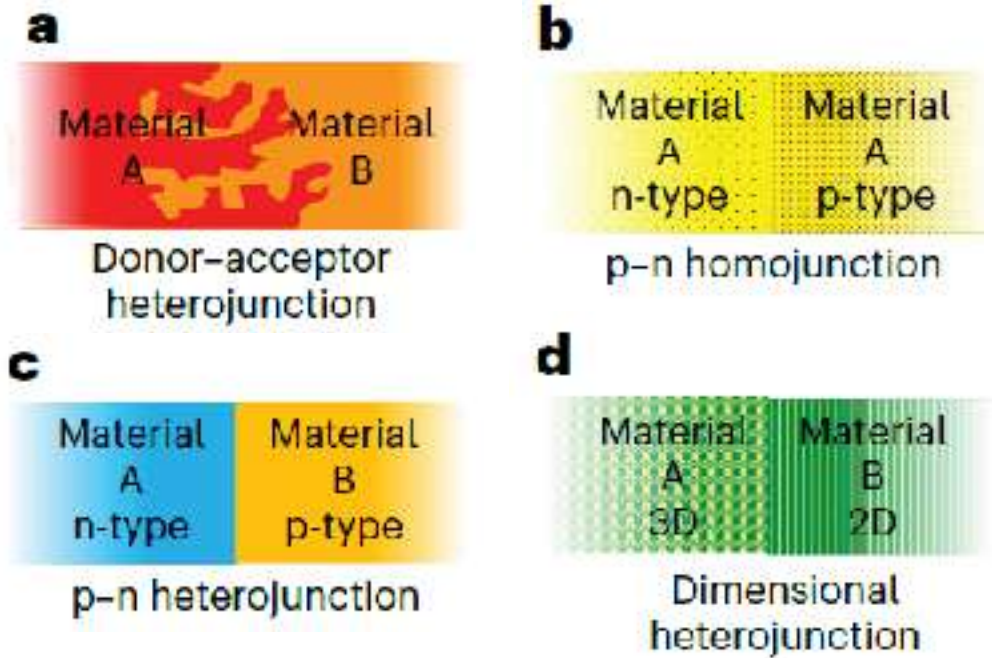 a
Material
A
Material
B
Donor–acceptor
heterojunction
b
Material
A
n-type
Material
A
p-type
p–n homojunction
c
Material
A
n-type
Material
B
p-type
p–n heterojunction
d
Material
A
3D
Material
B
2D
Dimensional
heterojunction